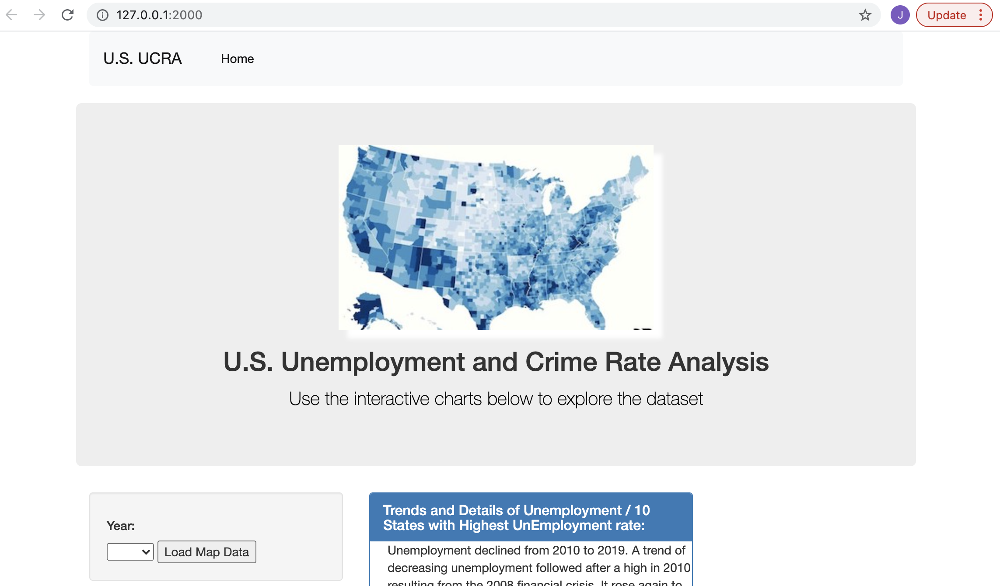 127.0.0.1:2000
J
Update
U.S. UCRA
Home
U.S. Unemployment and Crime Rate Analysis
Use the interactive charts below to explore the dataset
Year:
Load Map Data
Trends and Details of Unemployment / 10
States with Highest UnEmployment rate:
Unemployment declined from 2010 to 2019. A trend of
decreasing unemployment followed after a high in 2010
resulting from the 2008 financial crisis. It rose again to